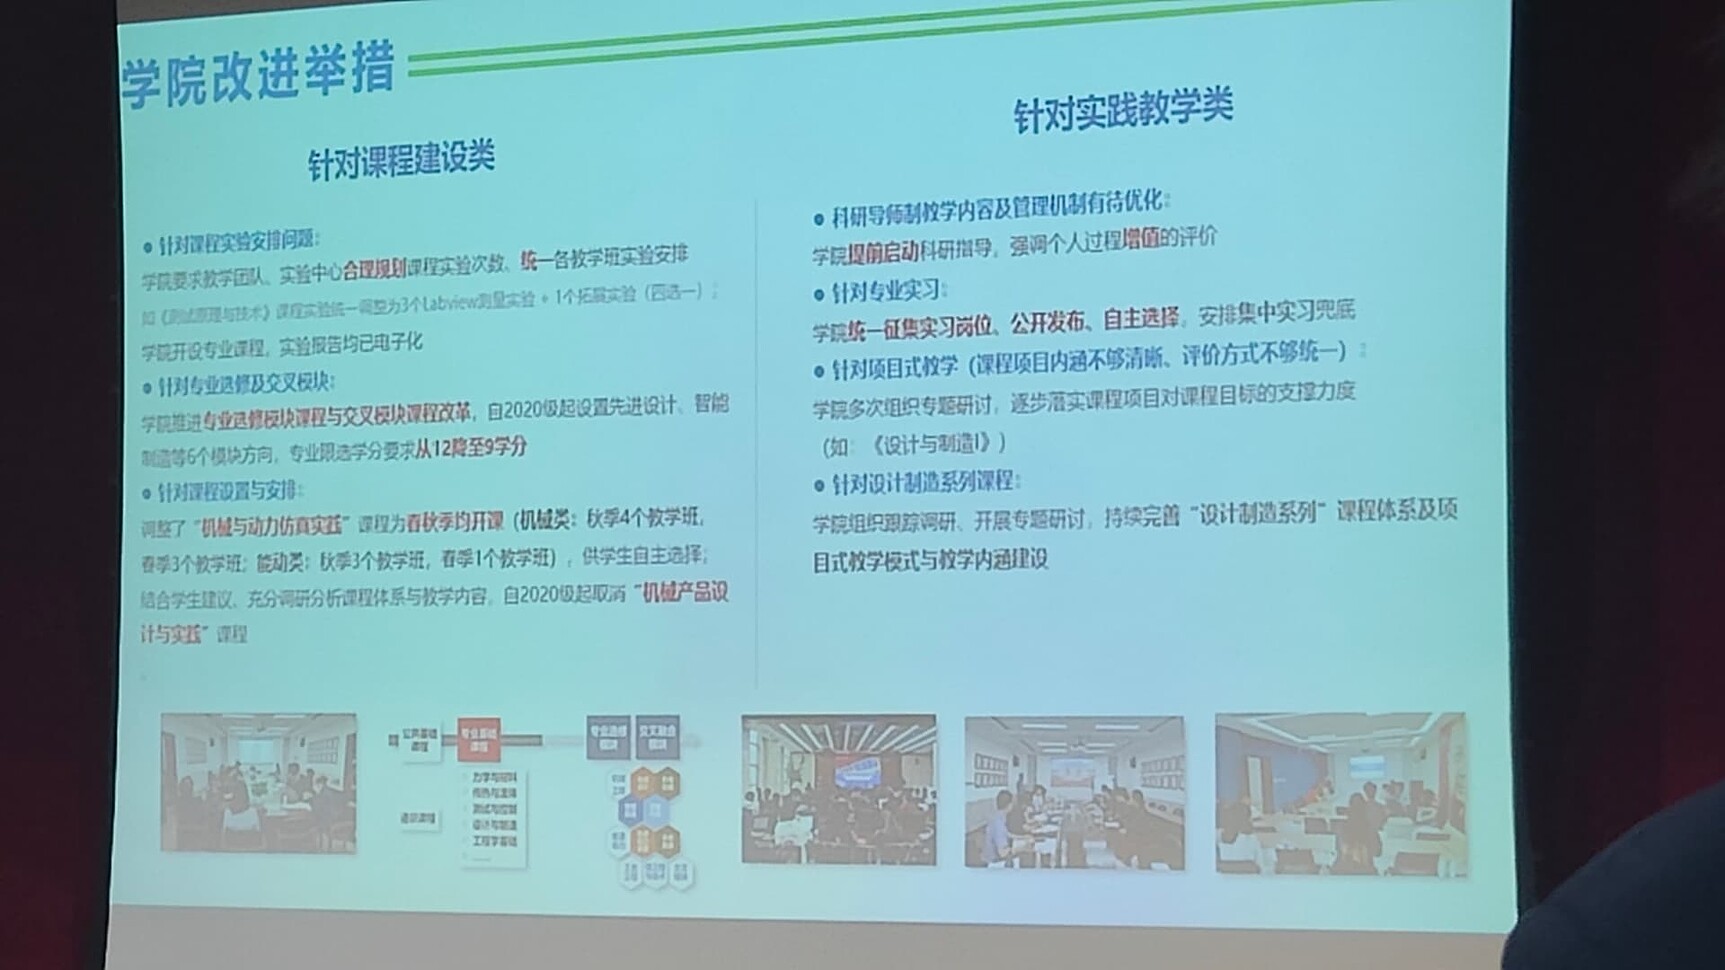 学院改进举措
针对课程建设类
• 针对课程实验安排问题：
学院要求教学团队、实验中心合理规划课程实验次数、统一各教学班实验安排
如《测试原理与技术》课程实验统一调整为3个Labview测量实验 + 1个拓展实验（四选一）；
学院开设专业课程，实验报告均已电子化
• 针对专业选修及交叉模块：
学院推进专业选修模块课程与交叉模块课程改革，自2020级起设置先进设计、智能
制造等6个模块方向，专业限选学分要求从12降至9学分
• 针对课程设置与安排：
调整了“机械与动力仿真实践”课程为春秋季均开课（机械类：秋季4个教学班，
春季3个教学班；能动类：秋季3个教学班，春季1个教学班），供学生自主选择；
结合学生建议、充分调研分析课程体系与教学内容，自2020级起取消“机械产品设
计与实践”课程
针对实践教学类
• 科研导师制教学内容及管理机制有待优化：
学院提前启动科研指导，强调个人过程增值的评价
• 针对专业实习：
学院统一征集实习岗位、公开发布、自主选择，安排集中实习兜底
• 针对项目式教学（课程项目内涵不够清晰、评价方式不够统一）：
学院多次组织专题研讨，逐步落实课程项目对课程目标的支撑力度
（如：《设计与制造I》）
• 针对设计制造系列课程：
学院组织跟踪调研、开展专题研讨，持续完善“设计制造系列”课程体系及项
目式教学模式与教学内涵建设
公共基础
课程
专业基础
课程
专业选修
模块
交叉融合
模块
通识课程
力学与材料
传热与流体
测试与控制
设计与制造
工程学基础